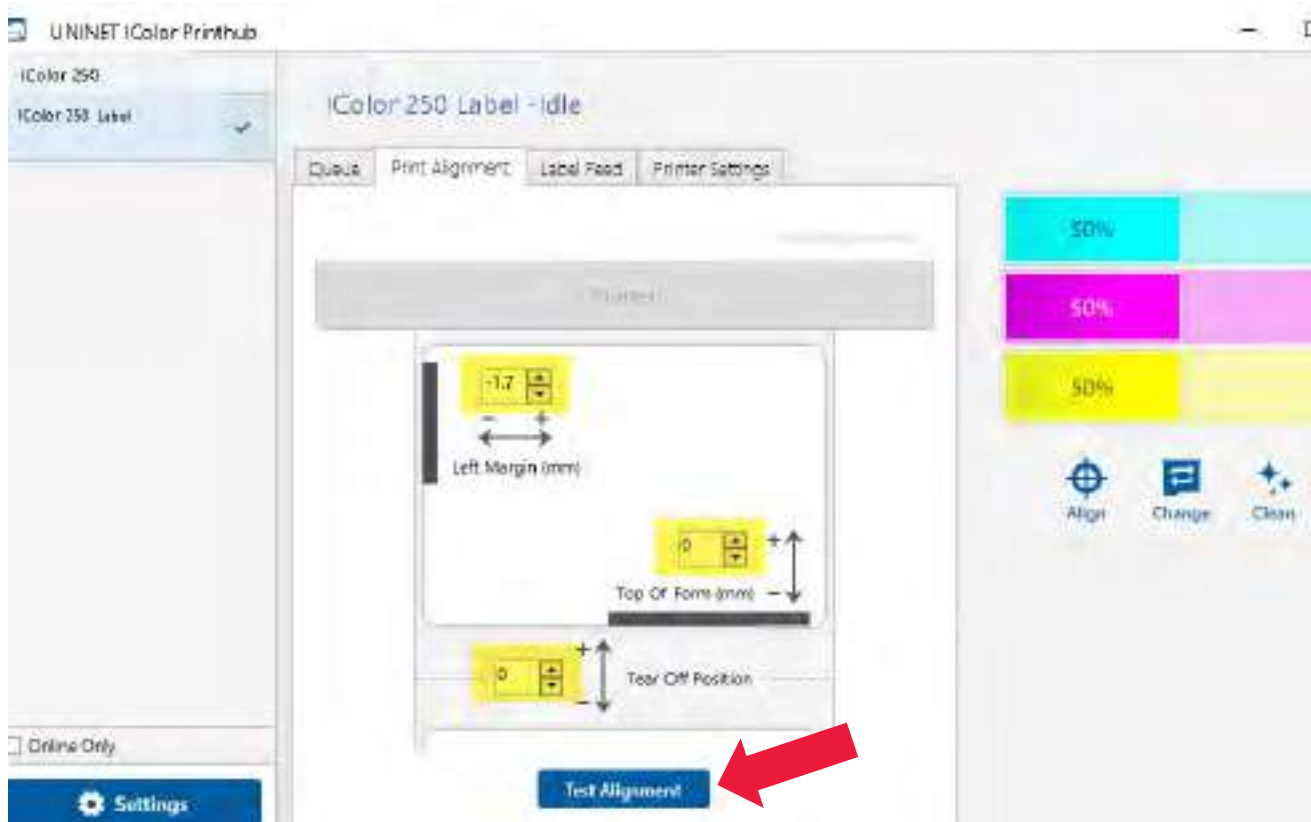 UNINET IColor Printhub
IColor 250
IColor 250 Label
IColor 250 Label - Idle
Queue Print Alignment Label Feed Printer Settings
50%
50%
50%
-1.7
- +
Left Margin (mm)
Align Change Clean
0 +
Top Of Form (mm) -
+
0 Tear Off Position
-
Online Only
Settings
Test Alignment